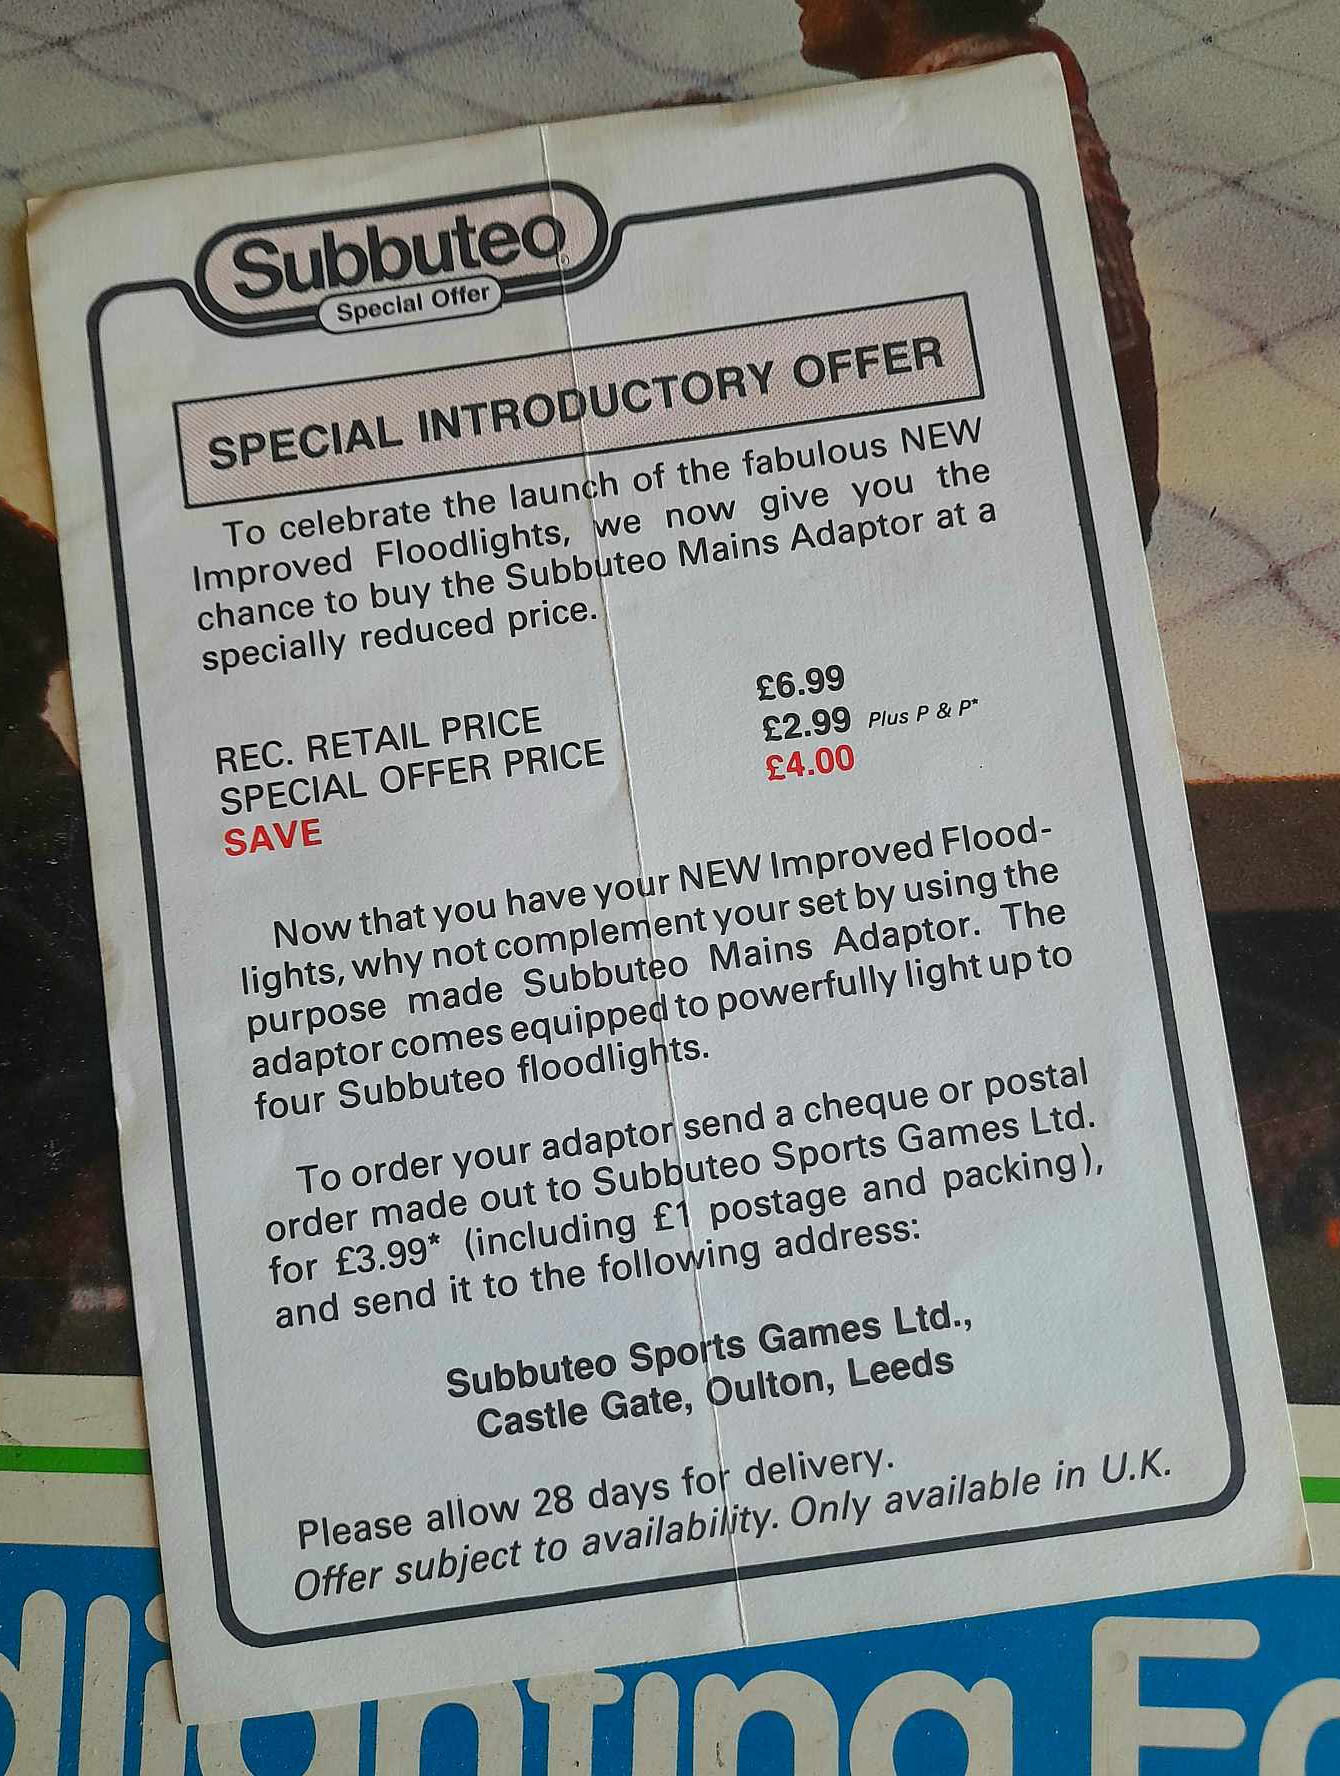 Subbuteo
Special Offer
SPECIAL INTRODUCTORY OFFER
To celebrate the launch of the fabulous NEW
Improved Floodlights, we now give you the
chance to buy the Subbuteo Mains Adaptor at a
specially reduced price.
REC. RETAIL PRICE £6.99
SPECIAL OFFER PRICE £2.99 Plus P & P*
SAVE £4.00
Now that you have your NEW Improved Flood-
lights, why not complement your set by using the
purpose made Subbuteo Mains Adaptor. The
adaptor comes equipped to powerfully light up to
four Subbuteo floodlights.
To order your adaptor send a cheque or postal
order made out to Subbuteo Sports Games Ltd.
for £3.99* (including £1 postage and packing),
and send it to the following address:
Subbuteo Sports Games Ltd.,
Castle Gate, Oulton, Leeds
Please allow 28 days for delivery.
Offer subject to availability. Only available in U.K.